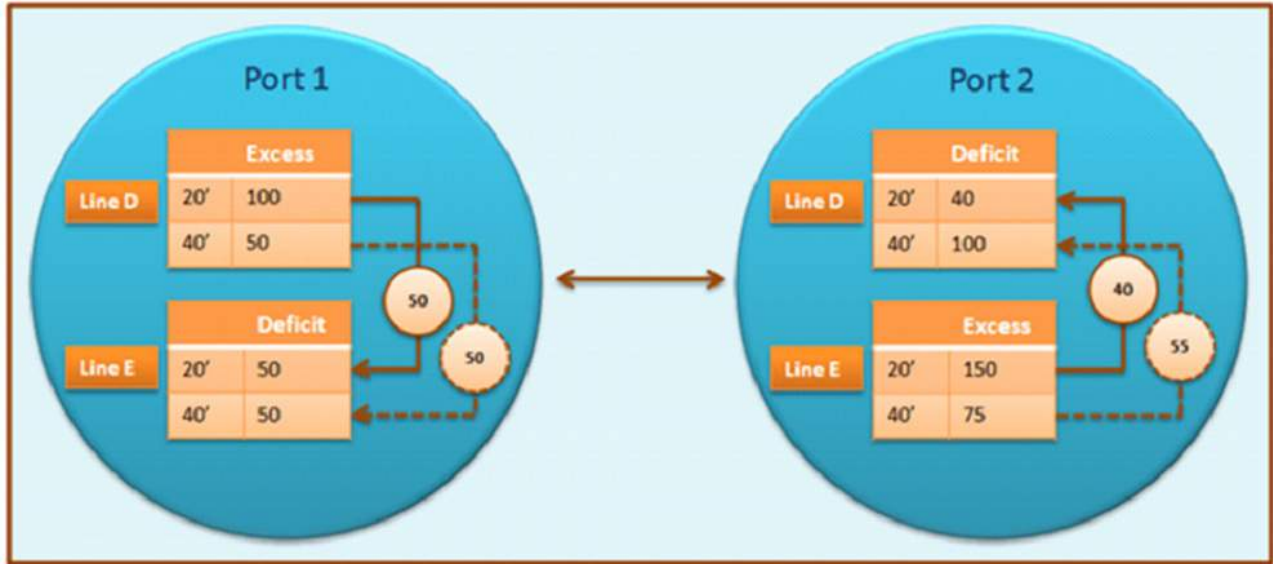 Port 1
Excess
Line D
20' 100
40' 50
50
50
Deficit
Line E
20' 50
40' 50
Port 2
Deficit
Line D
20' 40
40' 100
40
55
Excess
Line E
20' 150
40' 75